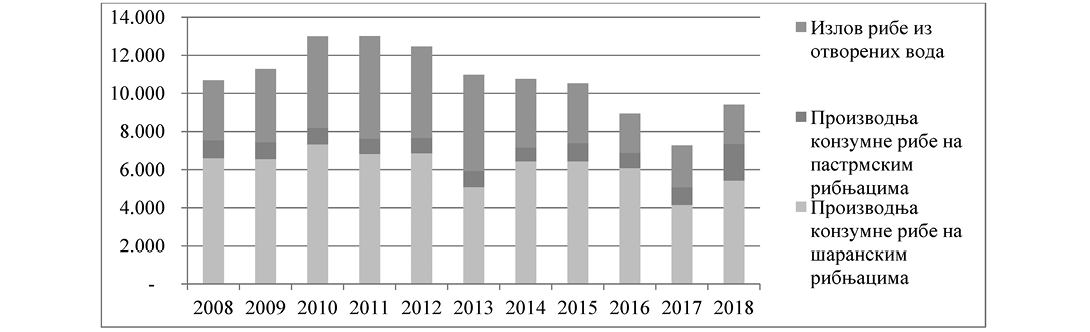 14.000
12.000
10.000
8.000
6.000
4.000
2.000
-
2008 2009 2010 2011 2012 2013 2014 2015 2016 2017 2018
Излов рибе из
отворених вода
Производња
конзумне рибе на
пастрмским
рибњацима
Производња
конзумне рибе на
шаранским
рибњацима